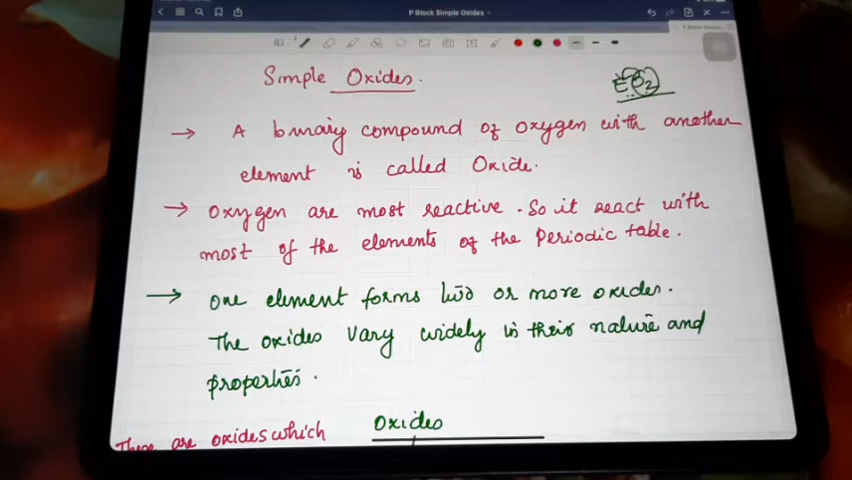 P Block Simple Oxides
Simple Oxides.
EO2
→ A binary compound of oxygen with another
element is called Oxide.
→ Oxygen are most reactive. So it react with
most of the elements of the Periodic table.
→ One element forms two or more oxides.
The oxides vary widely in their nature and
properties.
Oxides
There are oxides which